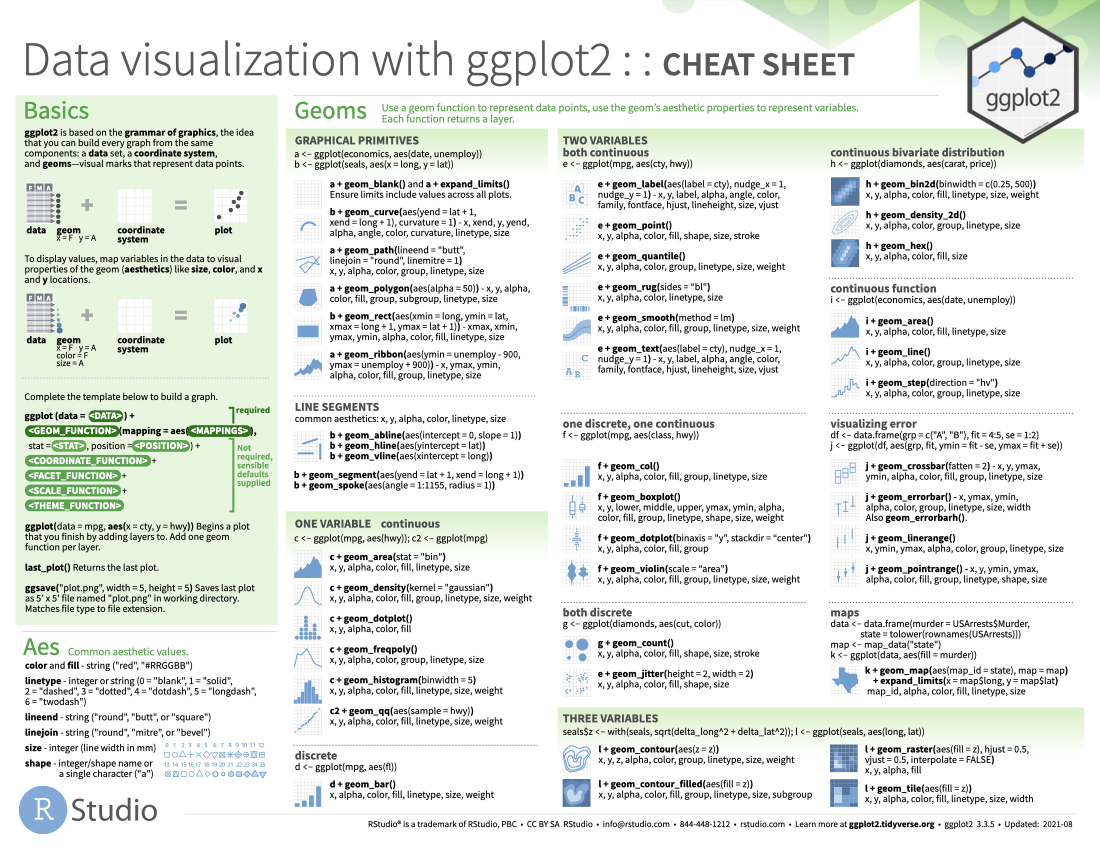 Data visualization with ggplot2 : : CHEAT SHEET
ggplot2
Basics
ggplot2 is based on the grammar of graphics, the idea
that you can build every graph from the same
components: a data set, a coordinate system,
and geoms—visual marks that represent data points.
F M A
+
=
data geom coordinate plot
x = F y = A system
To display values, map variables in the data to visual
properties of the geom (aesthetics) like size, color, and x
and y locations.
F M A
+
=
data geom coordinate plot
x = F y = A system
color = F
size = A
Complete the template below to build a graph.
required
ggplot (data = <DATA>) +
<GEOM_FUNCTION>(mapping = aes(<MAPPINGS>),
stat = <STAT>, position = <POSITION>) +
<COORDINATE_FUNCTION> +
<FACET_FUNCTION> +
<SCALE_FUNCTION> +
<THEME_FUNCTION>
Not
required,
sensible
defaults
supplied
ggplot(data = mpg, aes(x = cty, y = hwy)) Begins a plot
that you finish by adding layers to. Add one geom
function per layer.
last_plot() Returns the last plot.
ggsave("plot.png", width = 5, height = 5) Saves last plot
as 5' x 5' file named "plot.png" in working directory.
Matches file type to file extension.
Aes Common aesthetic values.
color and fill - string ("red", "#RRGGBB")
linetype - integer or string (0 = "blank", 1 = "solid",
2 = "dashed", 3 = "dotted", 4 = "dotdash", 5 = "longdash",
6 = "twodash")
lineend - string ("round", "butt", or "square")
linejoin - string ("round", "mitre", or "bevel")
size - integer (line width in mm)
shape - integer/shape name or
a single character ("a")
0 1 2 3 4 5 6 7 8 9 10 11 12
13 14 15 16 17 18 19 20 21 22 23 24 25
R Studio
Geoms
Use a geom function to represent data points, use the geom's aesthetic properties to represent variables.
Each function returns a layer.
GRAPHICAL PRIMITIVES
a <- ggplot(economics, aes(date, unemploy))
b <- ggplot(seals, aes(x = long, y = lat))
a + geom_blank() and a + expand_limits()
Ensure limits include values across all plots.
b + geom_curve(aes(yend = lat + 1,
xend = long + 1), curvature = 1) - x, xend, y, yend,
alpha, angle, color, curvature, linetype, size
a + geom_path(lineend = "butt",
linejoin = "round", linemitre = 1)
x, y, alpha, color, group, linetype, size
a + geom_polygon(aes(alpha = 50)) - x, y, alpha,
color, fill, group, subgroup, linetype, size
b + geom_rect(aes(xmin = long, ymin = lat,
xmax = long + 1, ymax = lat + 1)) - xmax, xmin,
ymax, ymin, alpha, color, fill, linetype, size
a + geom_ribbon(aes(ymin = unemploy - 900,
ymax = unemploy + 900)) - x, ymax, ymin,
alpha, color, fill, group, linetype, size
LINE SEGMENTS
common aesthetics: x, y, alpha, color, linetype, size
b + geom_abline(aes(intercept = 0, slope = 1))
b + geom_hline(aes(yintercept = lat))
b + geom_vline(aes(xintercept = long))
b + geom_segment(aes(yend = lat + 1, xend = long + 1))
b + geom_spoke(aes(angle = 1:1155, radius = 1))
ONE VARIABLE continuous
c <- ggplot(mpg, aes(hwy)); c2 <- ggplot(mpg)
c + geom_area(stat = "bin")
x, y, alpha, color, fill, linetype, size
c + geom_density(kernel = "gaussian")
x, y, alpha, color, fill, group, linetype, size, weight
c + geom_dotplot()
x, y, alpha, color, fill
c + geom_freqpoly()
x, y, alpha, color, group, linetype, size
c + geom_histogram(binwidth = 5)
x, y, alpha, color, fill, linetype, size, weight
c2 + geom_qq(aes(sample = hwy))
x, y, alpha, color, fill, linetype, size, weight
discrete
d <- ggplot(mpg, aes(fl))
d + geom_bar()
x, alpha, color, fill, linetype, size, weight
TWO VARIABLES
both continuous
e <- ggplot(mpg, aes(cty, hwy))
A
B
C
e + geom_label(aes(label = cty), nudge_x = 1,
nudge_y = 1) - x, y, label, alpha, angle, color,
family, fontface, hjust, lineheight, size, vjust
e + geom_point()
x, y, alpha, color, fill, shape, size, stroke
e + geom_quantile()
x, y, alpha, color, group, linetype, size, weight
e + geom_rug(sides = "bl")
x, y, alpha, color, linetype, size
e + geom_smooth(method = lm)
x, y, alpha, color, fill, group, linetype, size, weight
A
B
C
e + geom_text(aes(label = cty), nudge_x = 1,
nudge_y = 1) - x, y, label, alpha, angle, color,
family, fontface, hjust, lineheight, size, vjust
one discrete, one continuous
f <- ggplot(mpg, aes(class, hwy))
f + geom_col()
x, y, alpha, color, fill, group, linetype, size
f + geom_boxplot()
x, y, lower, middle, upper, ymax, ymin, alpha,
color, fill, group, linetype, shape, size, weight
f + geom_dotplot(binaxis = "y", stackdir = "center")
x, y, alpha, color, fill, group
f + geom_violin(scale = "area")
x, y, alpha, color, fill, group, linetype, size, weight
both discrete
g <- ggplot(diamonds, aes(cut, color))
g + geom_count()
x, y, alpha, color, fill, shape, size, stroke
e + geom_jitter(height = 2, width = 2)
x, y, alpha, color, fill, shape, size
continuous bivariate distribution
h <- ggplot(diamonds, aes(carat, price))
h + geom_bin2d(binwidth = c(0.25, 500))
x, y, alpha, color, fill, linetype, size, weight
h + geom_density_2d()
x, y, alpha, color, group, linetype, size
h + geom_hex()
x, y, alpha, color, fill, size
continuous function
i <- ggplot(economics, aes(date, unemploy))
i + geom_area()
x, y, alpha, color, fill, linetype, size
i + geom_line()
x, y, alpha, color, group, linetype, size
i + geom_step(direction = "hv")
x, y, alpha, color, group, linetype, size
visualizing error
df <- data.frame(grp = c("A", "B"), fit = 4:5, se = 1:2)
j <- ggplot(df, aes(grp, fit, ymin = fit - se, ymax = fit + se))
j + geom_crossbar(fatten = 2) - x, y, ymax,
ymin, alpha, color, fill, group, linetype, size
j + geom_errorbar() - x, ymax, ymin,
alpha, color, group, linetype, size, width
Also geom_errorbarh().
j + geom_linerange()
x, ymin, ymax, alpha, color, group, linetype, size
j + geom_pointrange() - x, y, ymin, ymax,
alpha, color, fill, group, linetype, shape, size
maps
data <- data.frame(murder = USArrests$Murder,
state = tolower(rownames(USArrests)))
map <- map_data("state")
k <- ggplot(data, aes(fill = murder))
k + geom_map(aes(map_id = state), map = map)
+ expand_limits(x = map$long, y = map$lat)
map_id, alpha, color, fill, linetype, size
THREE VARIABLES
seals$z <- with(seals, sqrt(delta_long^2 + delta_lat^2)); l <- ggplot(seals, aes(long, lat))
l + geom_contour(aes(z = z))
x, y, z, alpha, color, group, linetype, size, weight
l + geom_contour_filled(aes(fill = z))
x, y, alpha, color, fill, group, linetype, size, subgroup
l + geom_raster(aes(fill = z), hjust = 0.5,
vjust = 0.5, interpolate = FALSE)
x, y, alpha, fill
l + geom_tile(aes(fill = z))
x, y, alpha, color, fill, linetype, size, width
RStudio® is a trademark of RStudio, PBC • CC BY SA RStudio • info@rstudio.com • 844-448-1212 • rstudio.com • Learn more at ggplot2.tidyverse.org • ggplot2 3.3.5 • Updated: 2021-08